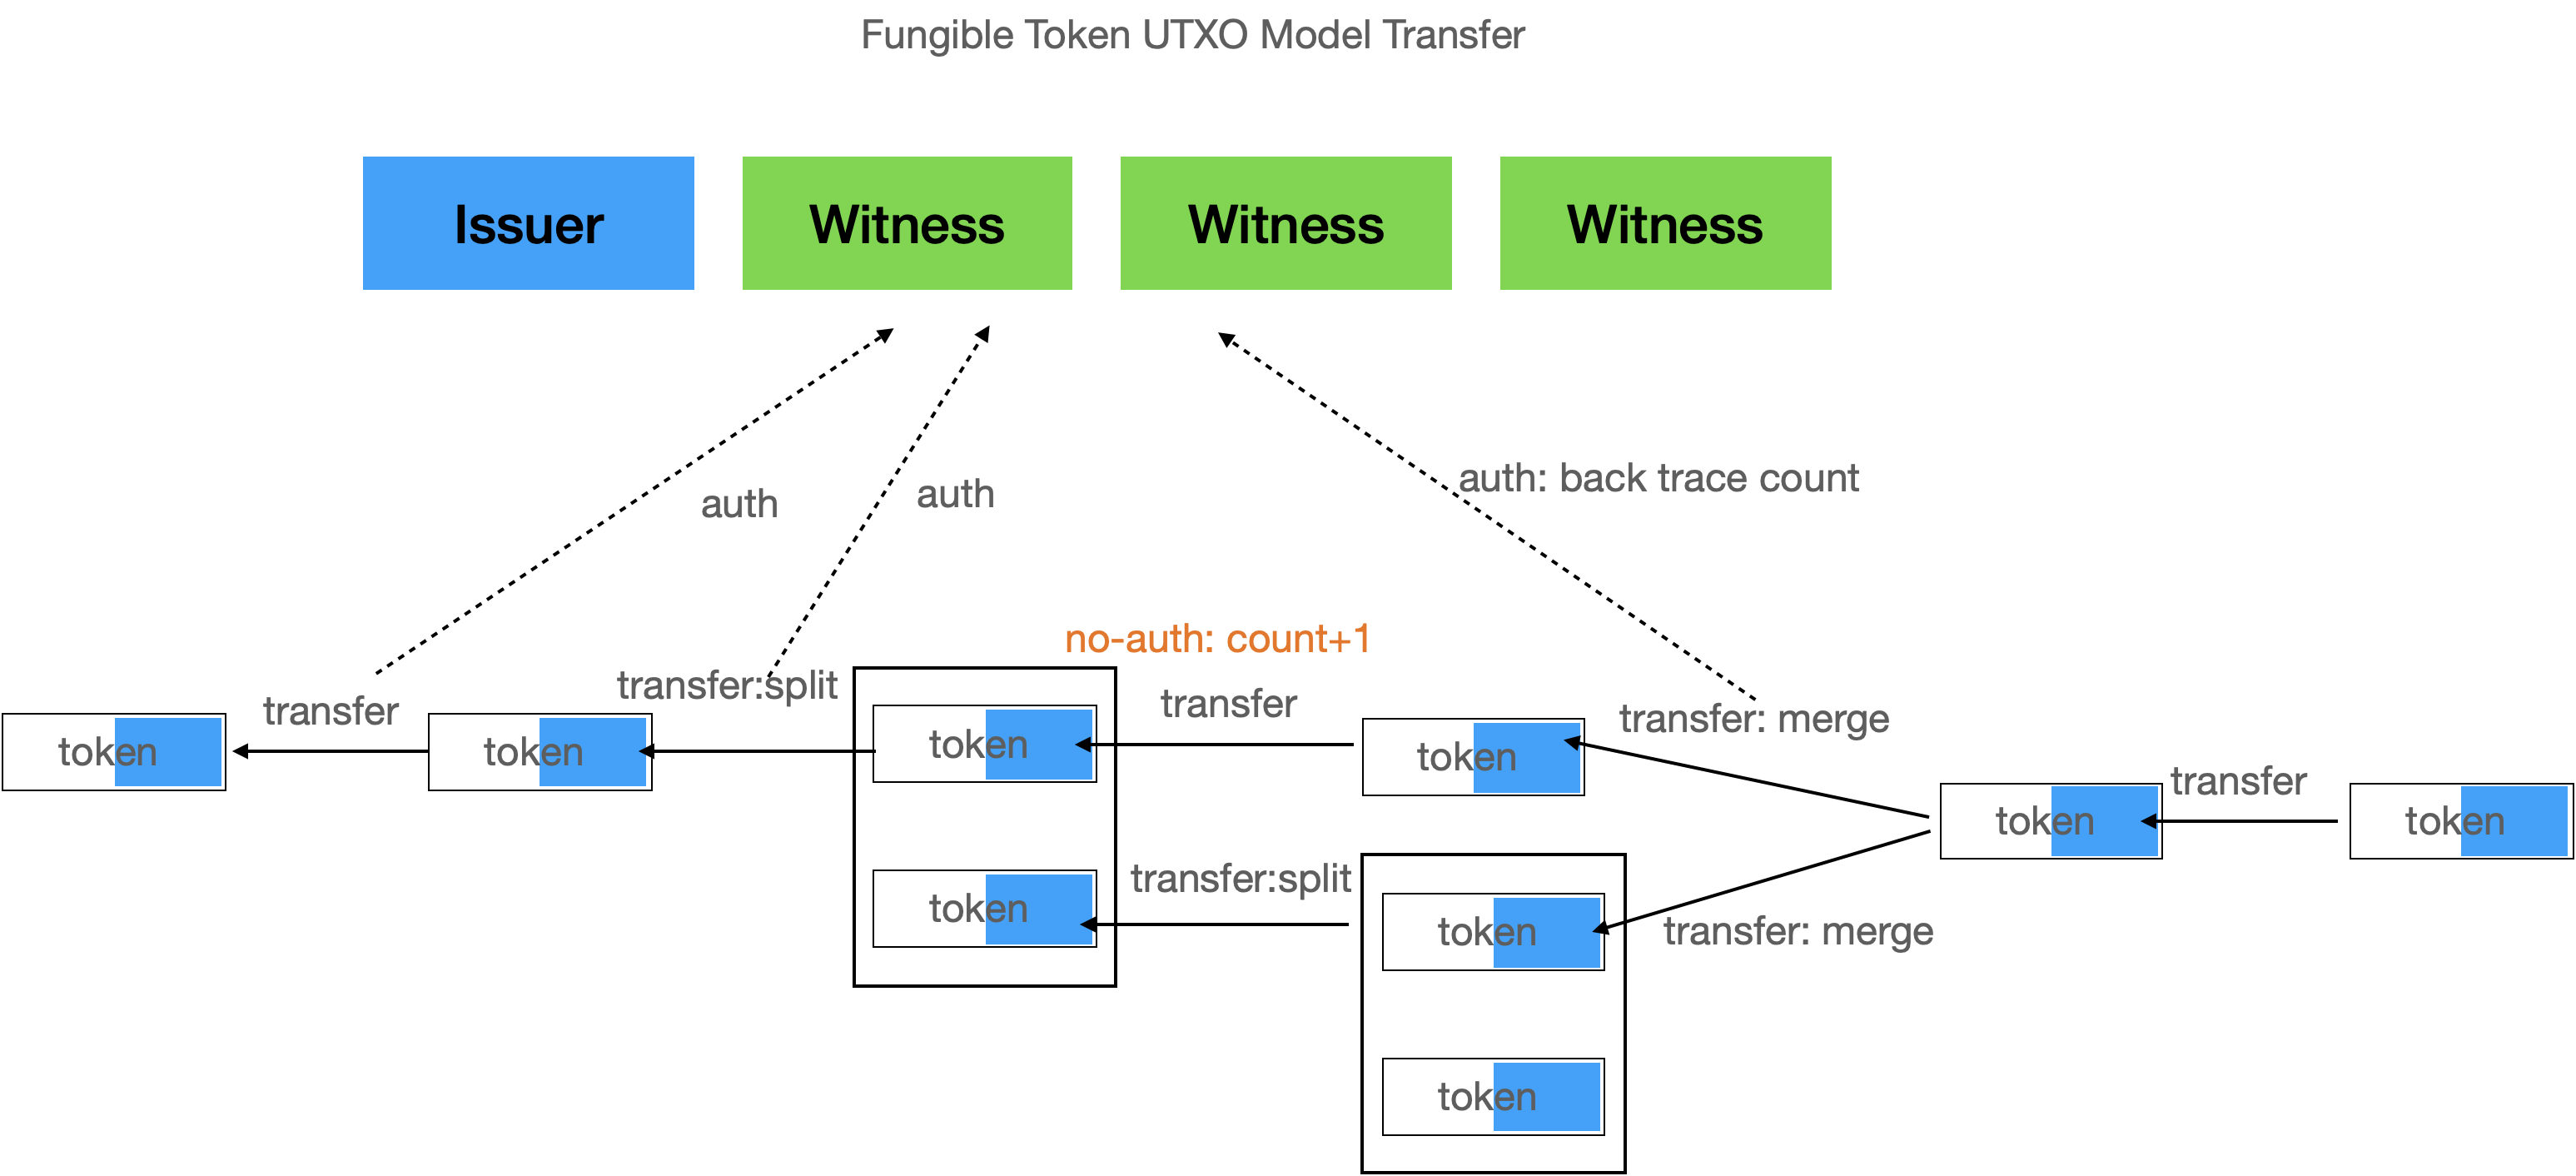 Fungible Token UTXO Model Transfer
Issuer
Witness
Witness
Witness
auth
auth
auth: back trace count
no-auth: count+1
transfer
transfer:split
transfer
transfer: merge
transfer
token
token
token
token
token
token
token
transfer:split
token
transfer: merge
token